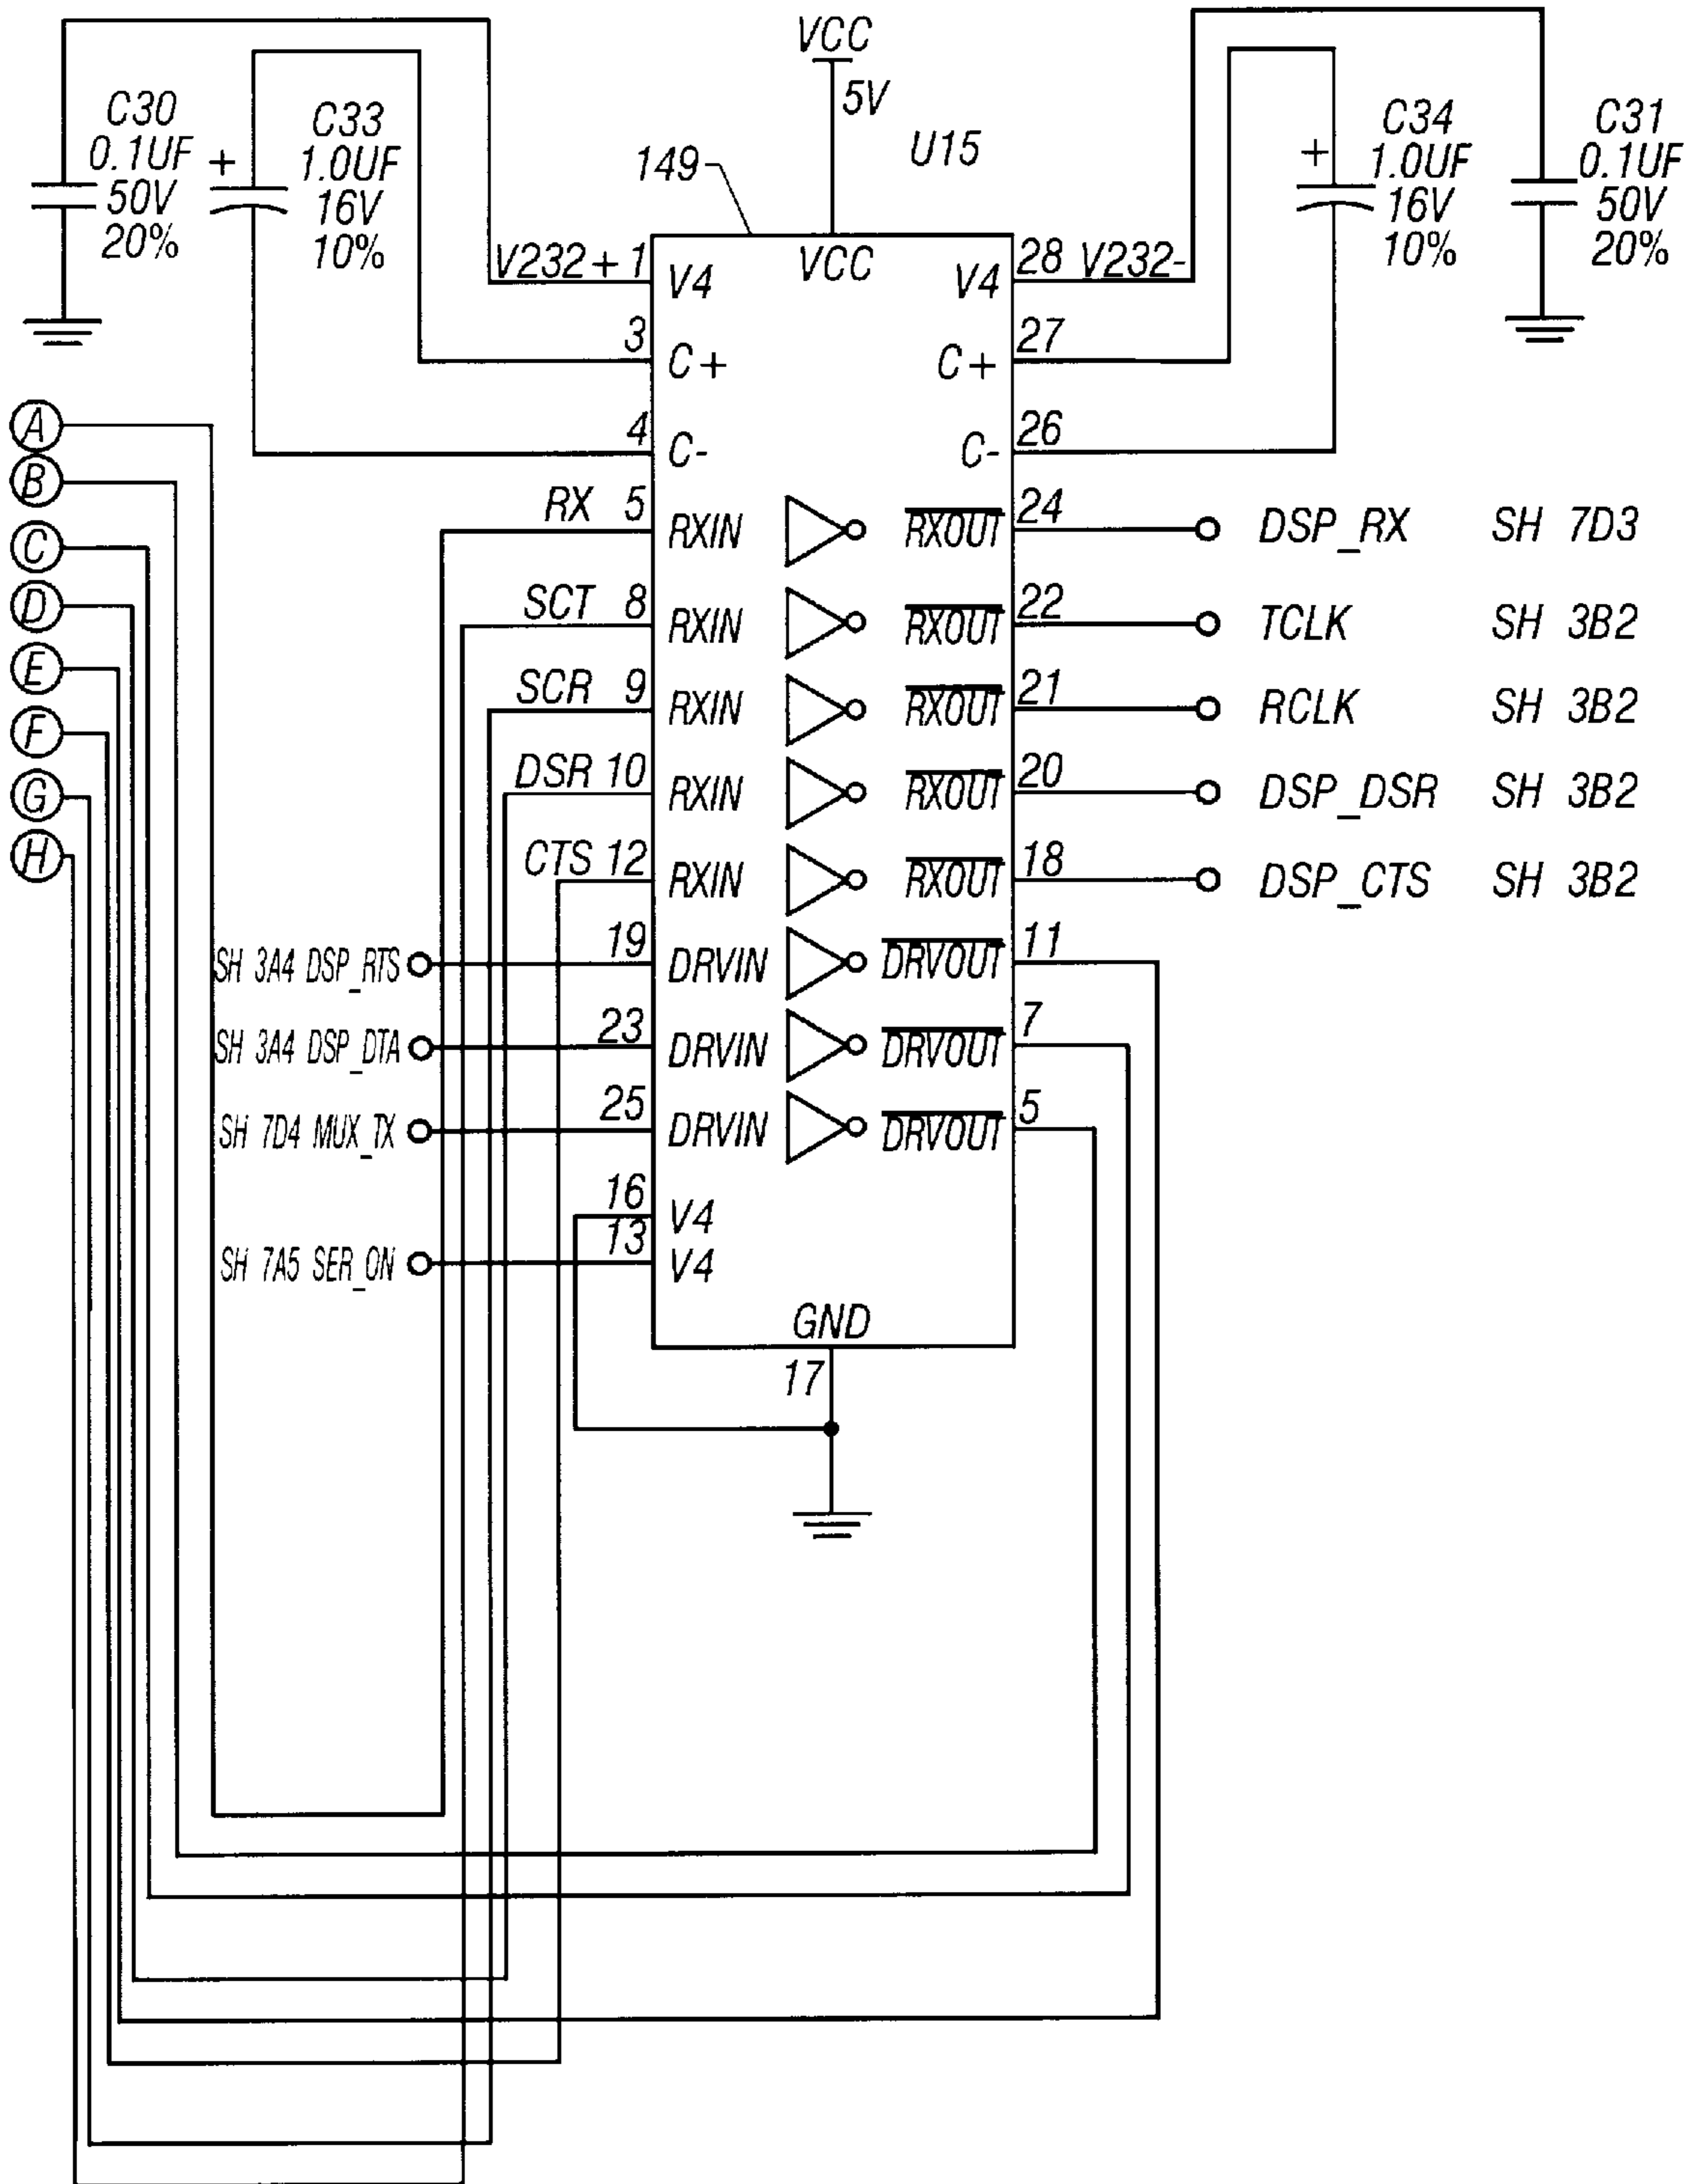 VCC
5V
U15
149
C30
0.1UF
50V
20%
+
C33
1.0UF
16V
10%
+
C34
1.0UF
16V
10%
C31
0.1UF
50V
20%
V232+ 1 V4 VCC V4 28 V232-
3 C+ C+ 27
4 C- C- 26
A
B
C
D
E
F
G
H
RX 5 RXIN RXOUT 24 DSP_RX SH 7D3
SCT 8 RXIN RXOUT 22 TCLK SH 3B2
SCR 9 RXIN RXOUT 21 RCLK SH 3B2
DSR 10 RXIN RXOUT 20 DSP_DSR SH 3B2
CTS 12 RXIN RXOUT 18 DSP_CTS SH 3B2
SH 3A4 DSP_RTS 19 DRVIN DRVOUT 11
SH 3A4 DSP_DTA 23 DRVIN DRVOUT 7
SH 7D4 MUX_TX 25 DRVIN DRVOUT 5
16 V4
SH 7A5 SER_ON 13 V4
GND
17